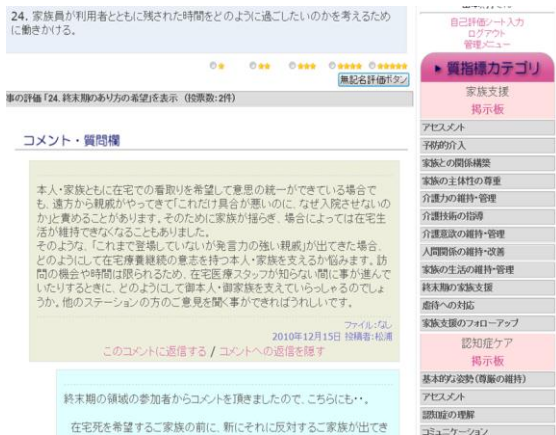 24. 家族員が利用者とともに残された時間をどのように過ごしたいのかを考えるため
に働きかける。
無記名評価ボタン
事の評価「24. 終末期のあり方の希望」を表示 (投票数:2件)
コメント・質問欄
本人・家族ともに在宅での看取りを希望して意思の統一ができている場合で
も、遠方から親戚がやってきて「これだけ具合が悪いのに、なぜ入院させないの
か」と責めることがあります。そのために家族が揺らぎ、場合によっては在宅生
活が維持できなくなることもありました。
そのような、「これまで登場していないが発言力の強い親戚」が出てきた場合、
どのようにして在宅療養継続の意志を持つ本人・家族を支えるか悩みます。訪
問の機会や時間は限られるため、在宅医療スタッフが知らない間に事が進んで
いたりするときに、どのようにして御本人・御家族を支えていらっしゃるのでしょ
うか。他のステーションの方のご意見を聞く事ができればうれしいです。
ファイル:なし
2010年12月15日 投稿者:松浦
このコメントに返信する / コメントへの返信を隠す
終末期の領域の参加者からコメントを頂きましたので、こちらにも・・。
在宅死を希望するご家族の前に、新にそれに反対するご家族が出てき
自己評価シート入力
ログアウト
管理メニュー
質指標カテゴリ
家族支援
掲示板
アセスメント
予防的介入
家族との関係構築
家族の主体性の尊重
介護力の維持・管理
介護技術の指導
介護意欲の維持・管理
人間関係の維持・改善
家族の生活の維持・管理
終末期の家族支援
虐待への対応
家族支援のフォローアップ
認知症ケア
掲示板
基本的な姿勢(尊厳の維持)
アセスメント
認知症の理解
コミュニケーション